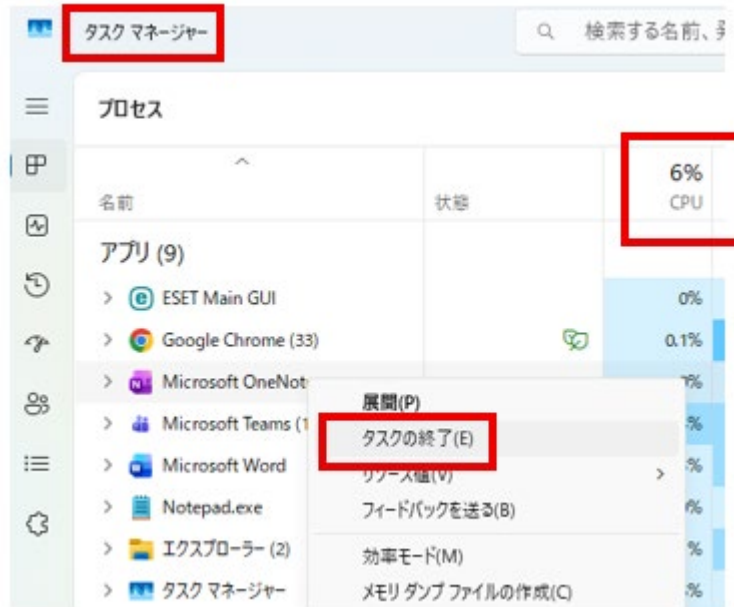 タスク マネージャー
検索する名前、
プロセス
6%
名前 状態 CPU
アプリ (9)
ESET Main GUI 0%
Google Chrome (33) 0.1%
Microsoft OneNot
展開(P)
Microsoft Teams (1
タスクの終了(E)
Microsoft Word
リソース値(V)
Notepad.exe
フィードバックを送る(B)
エクスプローラー (2)
効率モード(M)
タスク マネージャー
メモリ ダンプ ファイルの作成(C)